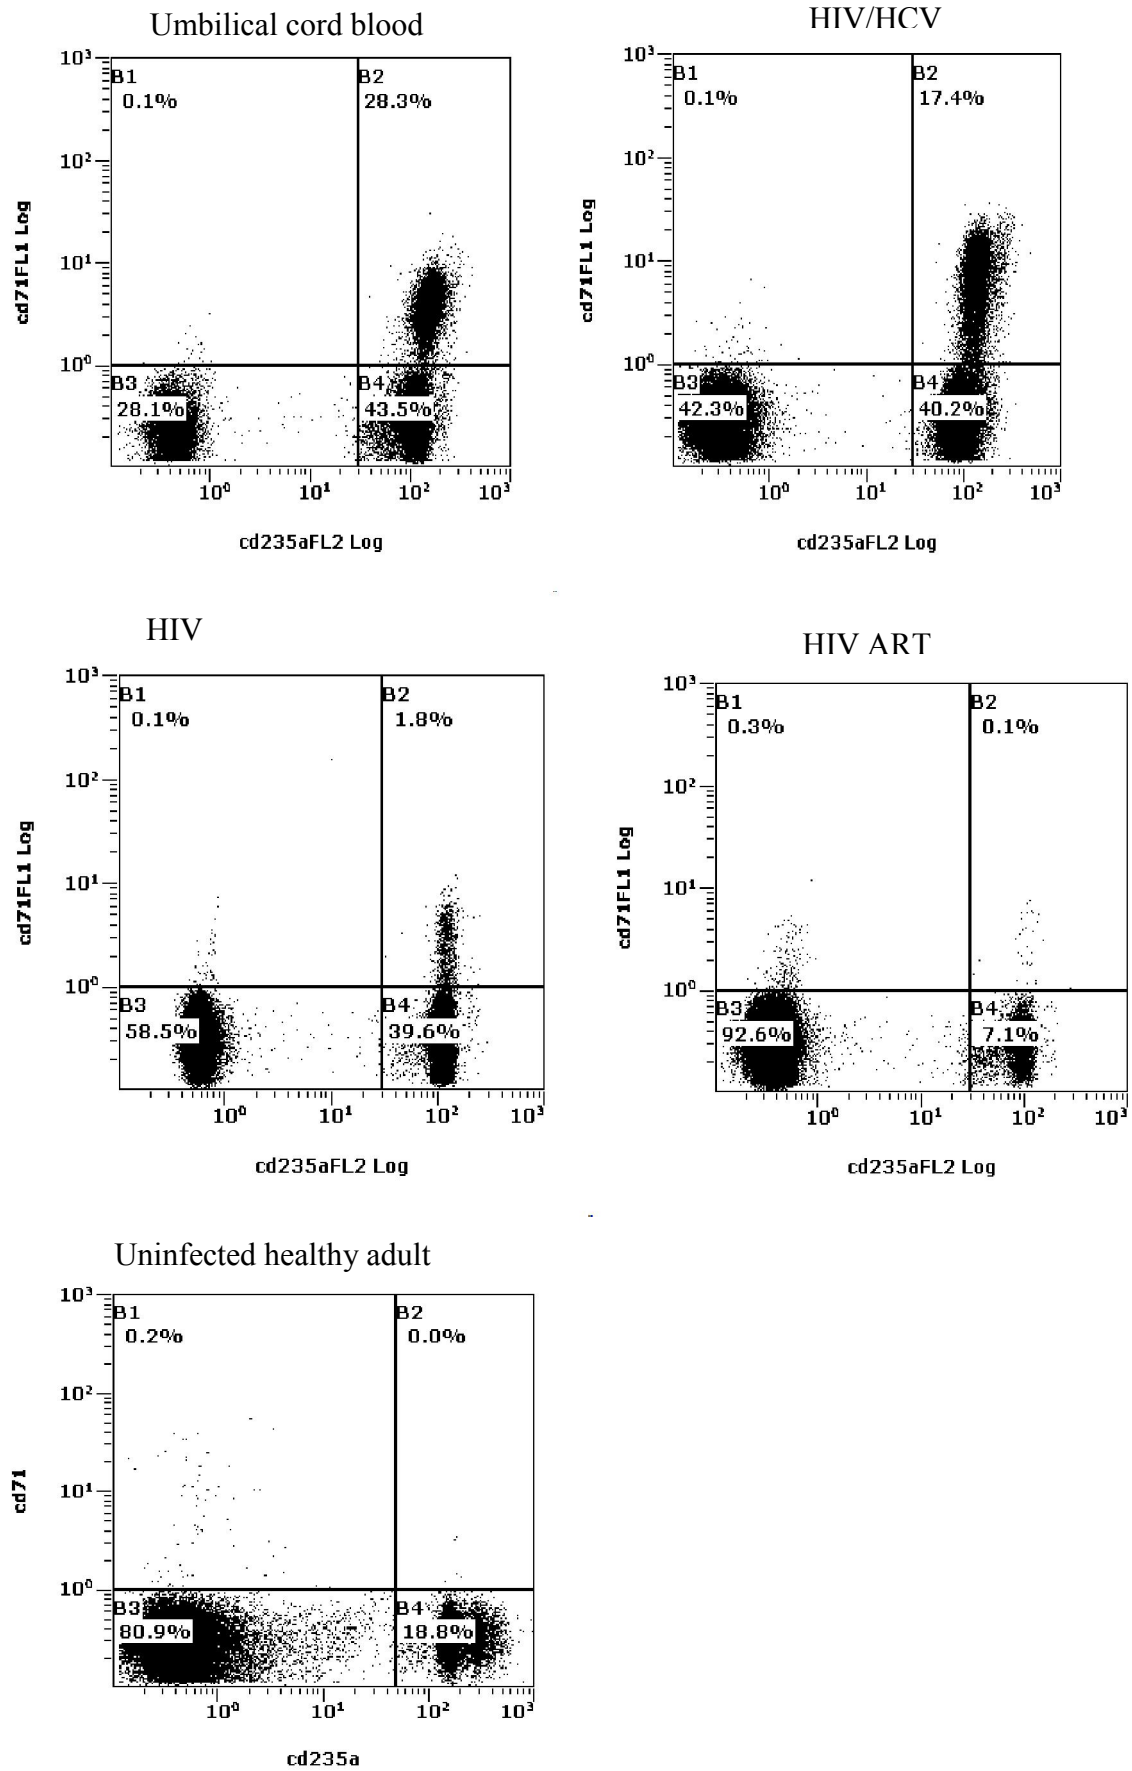 Umbilical cord blood
HIV/HCV
10³
B1
0.1%
B2
28.3%
10²
10¹
10⁰
B3
28.1%
B4
43.5%
10⁰ 10¹ 10² 10³
cd71FL1 Log
cd235aFL2 Log
10³
B1
0.1%
B2
17.4%
10²
10¹
10⁰
B3
42.3%
B4
40.2%
10⁰ 10¹ 10² 10³
cd71FL1 Log
cd235aFL2 Log
HIV
HIV ART
10³
B1
0.1%
B2
1.8%
10²
10¹
10⁰
B3
58.5%
B4
39.6%
10⁰ 10¹ 10² 10³
cd71FL1 Log
cd235aFL2 Log
10³
B1
0.3%
B2
0.1%
10²
10¹
10⁰
B3
92.6%
B4
7.1%
10⁰ 10¹ 10² 10³
cd71FL1 Log
cd235aFL2 Log
Uninfected healthy adult
10³
B1
0.2%
B2
0.0%
10²
10¹
10⁰
B3
80.9%
B4
18.8%
10⁰ 10¹ 10² 10³
cd71
cd235a